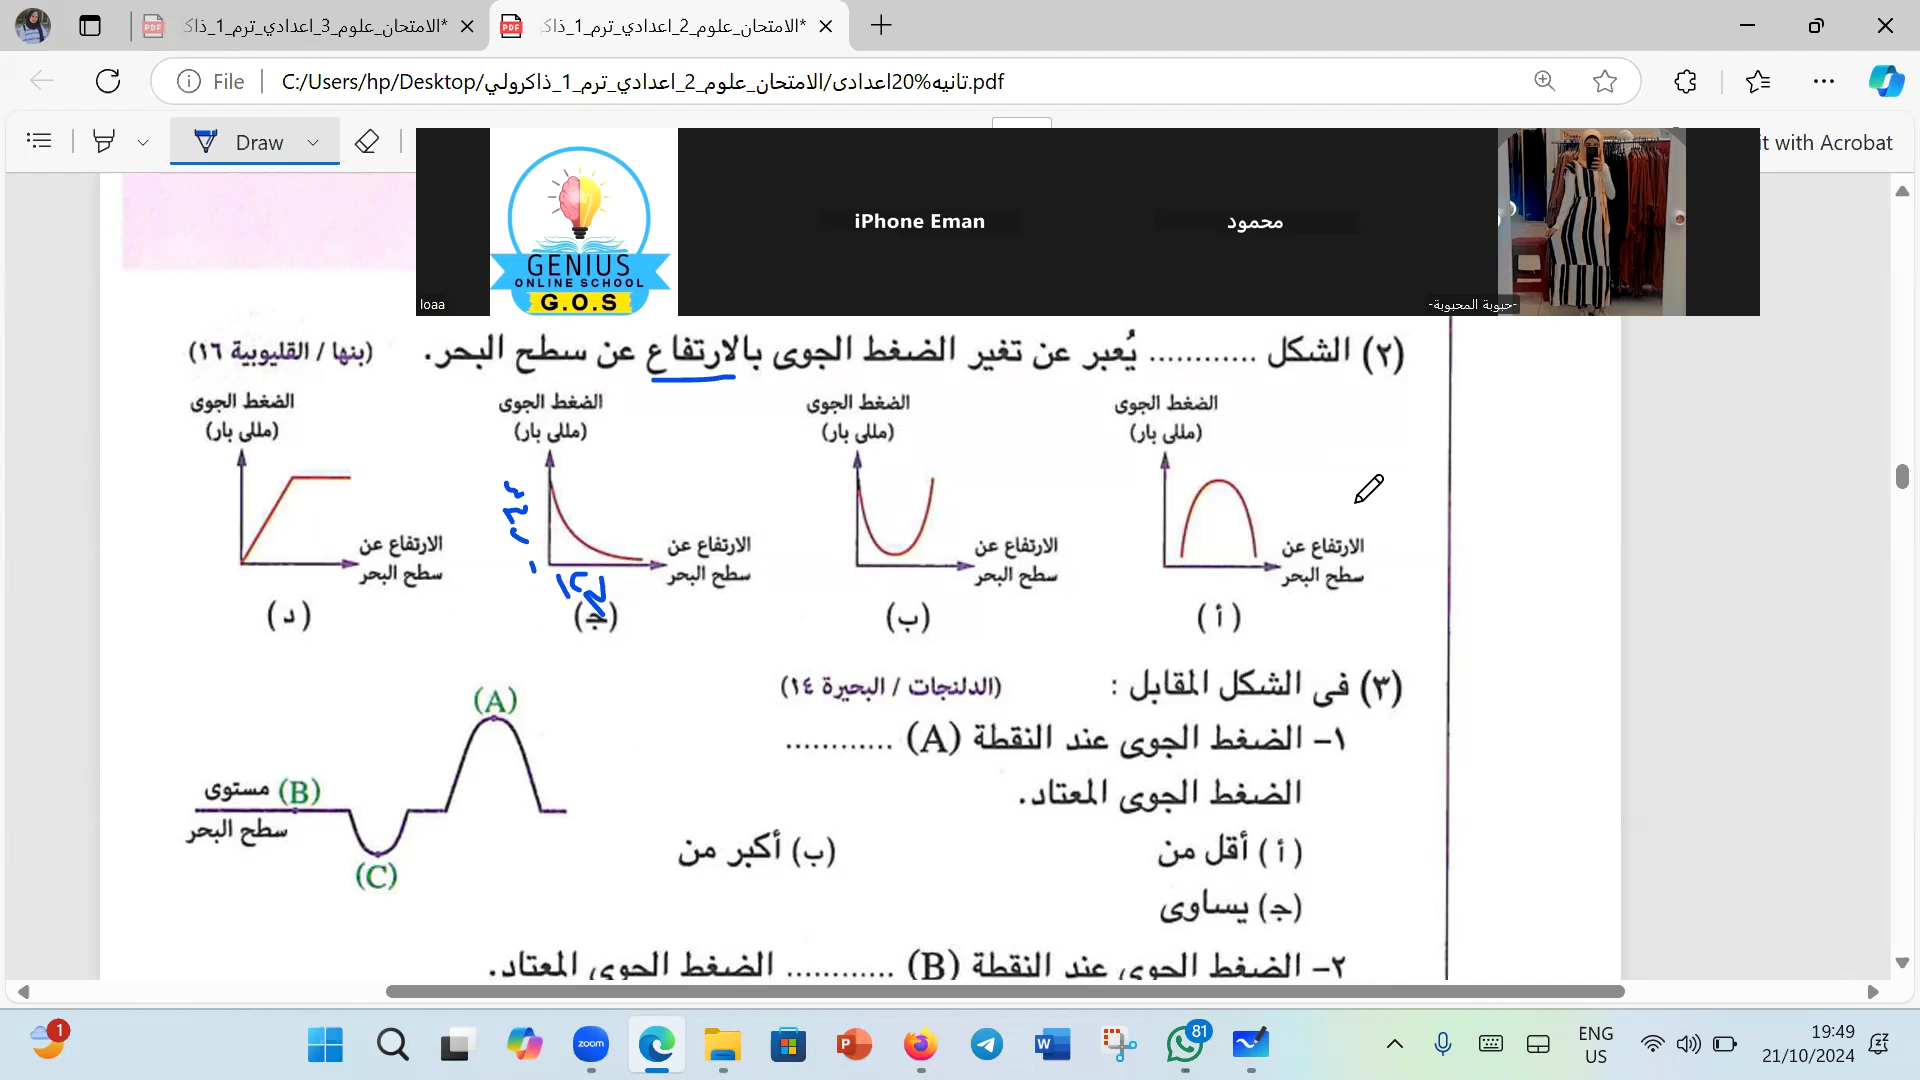 *الامتحان_علوم_3_اعدادي_ترم_1_ذاك
*الامتحان_علوم_2_اعدادي_ترم_1_ذاك
File
C:/Users/hp/Desktop/تانيه%20اعدادى/الامتحان_علوم_2_اعدادي_ترم_1_ذاكرولي.pdf
Draw
it with Acrobat
GENIUS
ONLINE SCHOOL
G.O.S
loaa
iPhone Eman
محمود
-حبوبة المحبوبة-
(٢) الشكل ............ يُعبر عن تغير الضغط الجوى بالارتفاع عن سطح البحر. (بنها / القليوبية ١٦)
الضغط الجوى (مللى بار)
الارتفاع عن سطح البحر
(أ)
الضغط الجوى (مللى بار)
الارتفاع عن سطح البحر
(ب)
الضغط الجوى (مللى بار)
الارتفاع عن سطح البحر
(جـ)
الضغط الجوى (مللى بار)
الارتفاع عن سطح البحر
(د)
(٣) فى الشكل المقابل : (الدلنجات / البحيرة ١٤)
١– الضغط الجوى عند النقطة (A) ............
الضغط الجوى المعتاد.
(أ) أقل من (ب) أكبر من
(جـ) يساوى
٢– الضغط الجوى عند النقطة (B) ............ الضغط الجوى المعتاد.
(A)
(B) مستوى
سطح البحر
(C)
1
zoom
81
ENG
US
19:49
21/10/2024